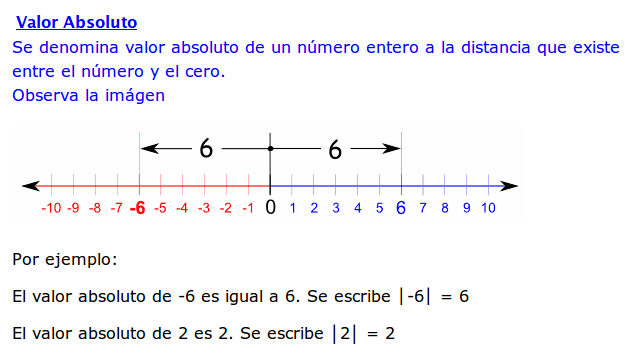 Valor Absoluto
Se denomina valor absoluto de un número entero a la distancia que existe
entre el número y el cero.
Observa la imágen
6 6
-10 -9 -8 -7 -6 -5 -4 -3 -2 -1 0 1 2 3 4 5 6 7 8 9 10
Por ejemplo:
El valor absoluto de -6 es igual a 6. Se escribe |-6| = 6
El valor absoluto de 2 es 2. Se escribe |2| = 2